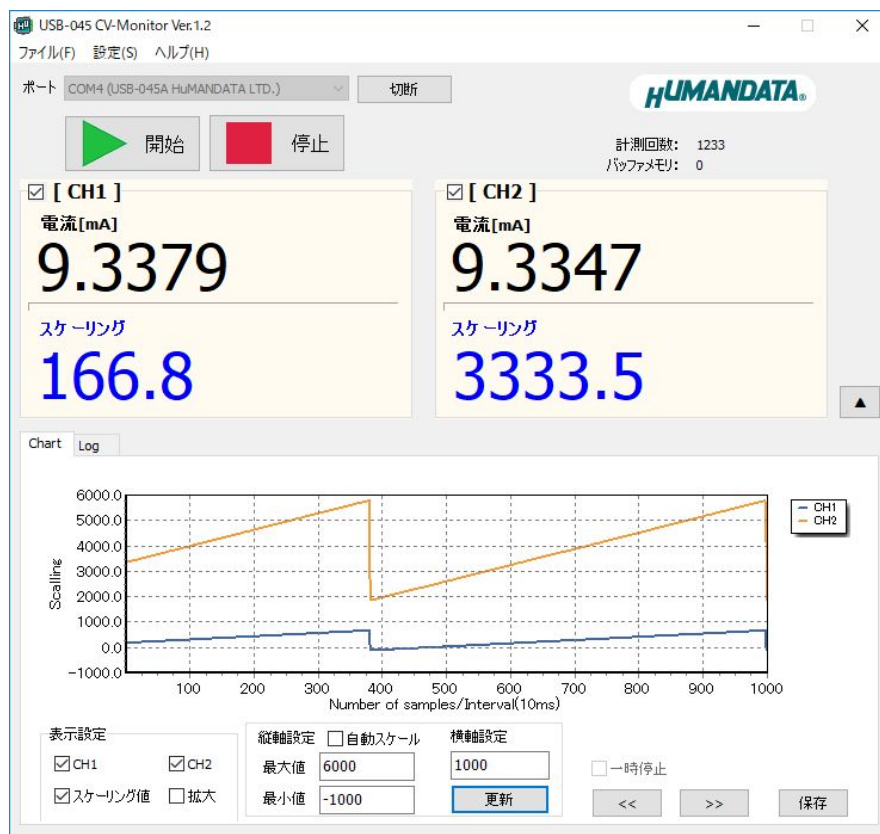 USB-045 CV-Monitor Ver.1.2
ファイル(F) 設定(S) ヘルプ(H)
ポート COM4 (USB-045A HuMANDATA LTD.) 切断
HUMANDATA®
開始 停止
計測回数: 1233
バッファメモリ: 0
[ CH1 ]
電流[mA]
9.3379
スケーリング
166.8
[ CH2 ]
電流[mA]
9.3347
スケーリング
3333.5
▲
Chart Log
6000.0
5000.0
4000.0
3000.0
2000.0
1000.0
0.0
-1000.0
Scalling
100 200 300 400 500 600 700 800 900 1000
Number of samples/Interval(10ms)
CH1
CH2
表示設定
CH1 CH2
スケーリング値 拡大
縦軸設定 自動スケール 横軸設定
最大値 6000 1000
最小値 -1000 更新
一時停止
<< >> 保存